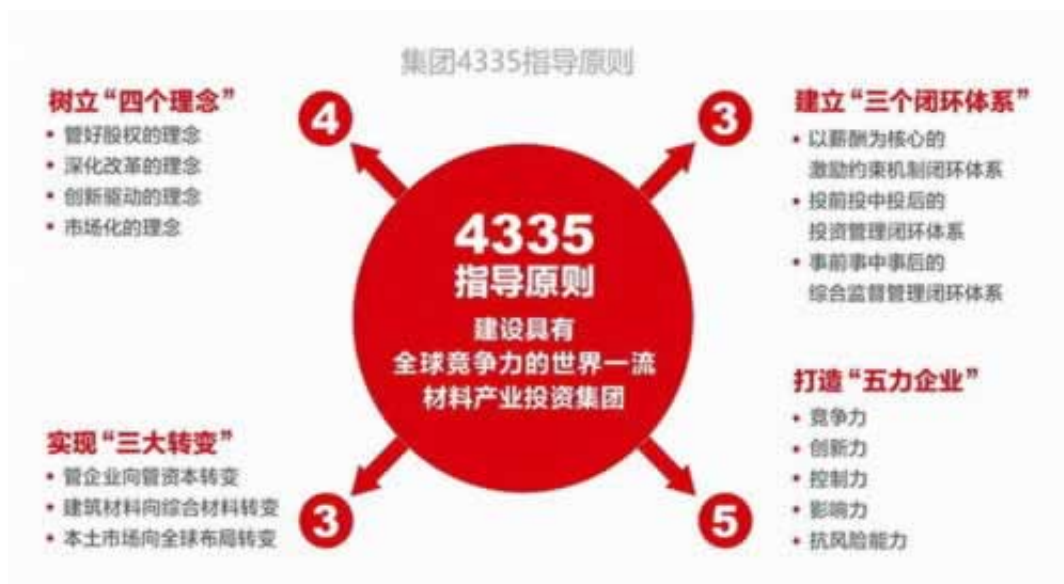 集团4335指导原则
树立“四个理念”
• 管好股权的理念
• 深化改革的理念
• 创新驱动的理念
• 市场化的理念
4
3
建立“三个闭环体系”
• 以薪酬为核心的
激励约束机制闭环体系
• 投前投中投后的
投资管理闭环体系
• 事前事中事后的
综合监督管理闭环体系
4335
指导原则
建设具有
全球竞争力的世界一流
材料产业投资集团
实现“三大转变”
• 管企业向管资本转变
• 建筑材料向综合材料转变
• 本土市场向全球布局转变
3
5
打造“五力企业”
• 竞争力
• 创新力
• 控制力
• 影响力
• 抗风险能力